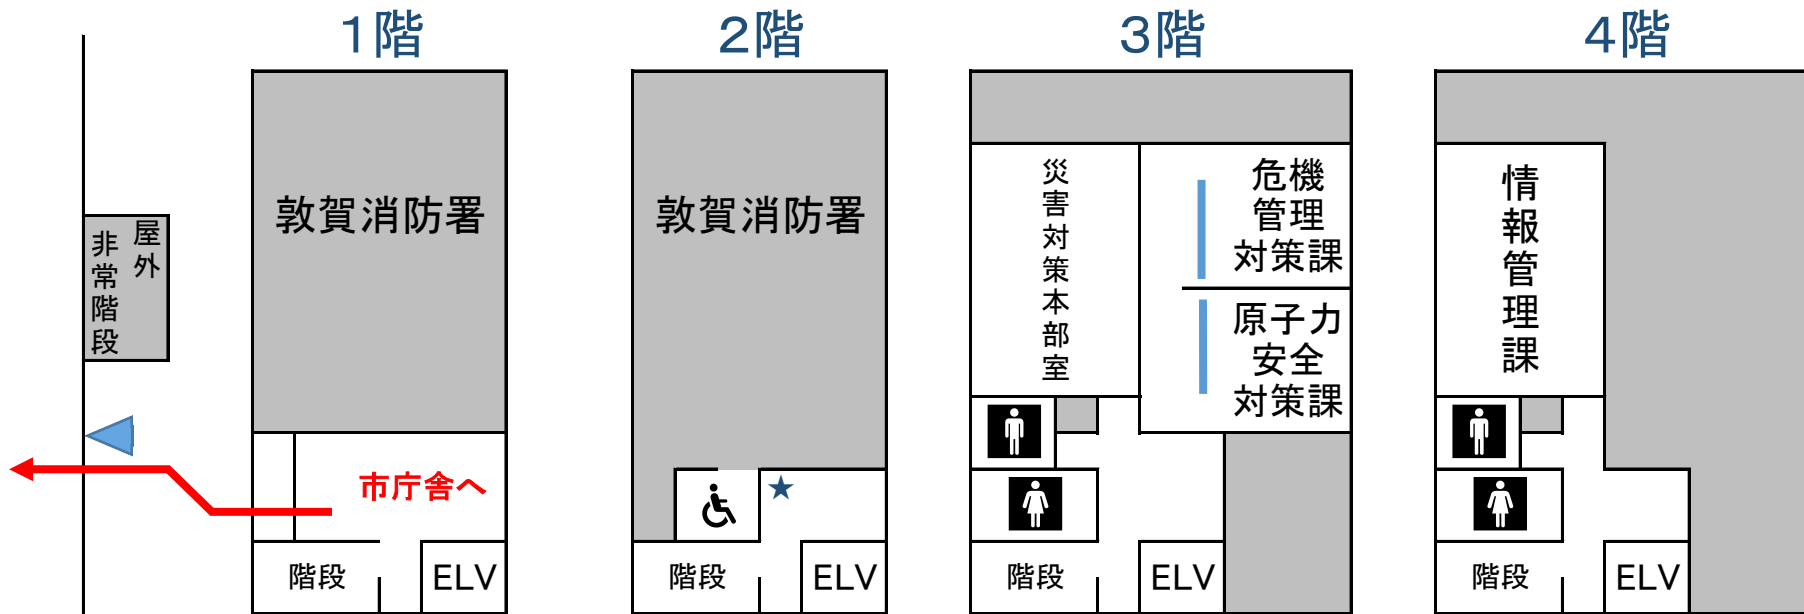 1階
2階
3階
4階
屋外
非常階段
敦賀消防署
市庁舎へ
階段
ELV
敦賀消防署
★
階段
ELV
災害対策本部室
危機
管理
対策課
原子力
安全
対策課
階段
ELV
情報管理課
階段
ELV